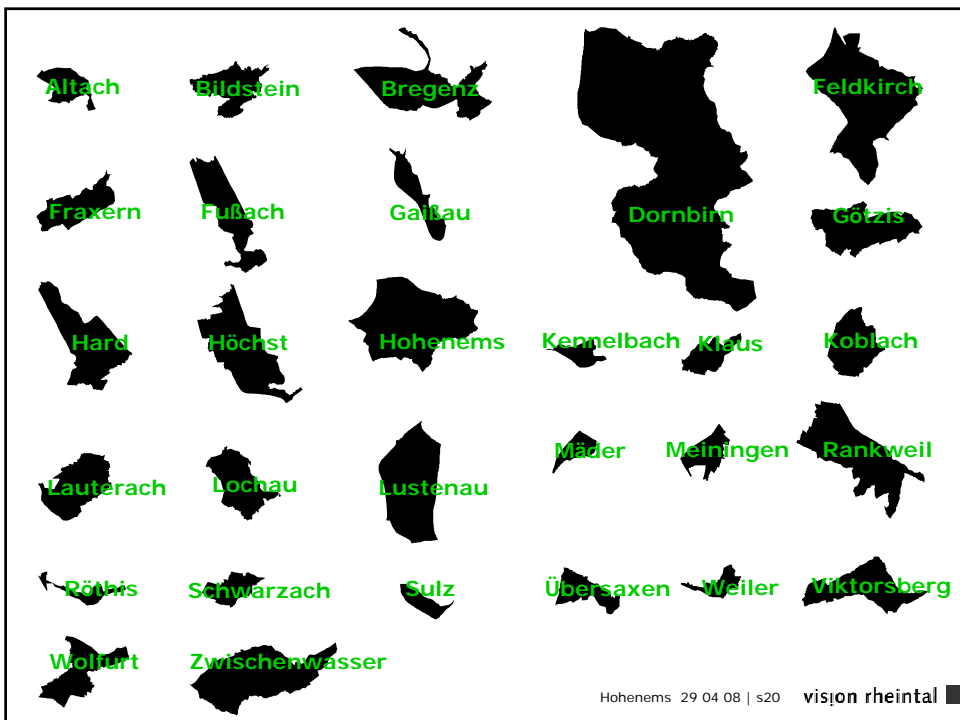 Altach
Bildstein
Bregenz
Feldkirch
Fraxern
Fußach
Gaißau
Dornbirn
Götzis
Hard
Höchst
Hohenems
Kennelbach
Klaus
Koblach
Lauterach
Lochau
Lustenau
Mäder
Meiningen
Rankweil
Röthis
Schwarzach
Sulz
Übersaxen
Weiler
Viktorsberg
Wolfurt
Zwischenwasser
Hohenems 29 04 08 | s20
vision rheintal